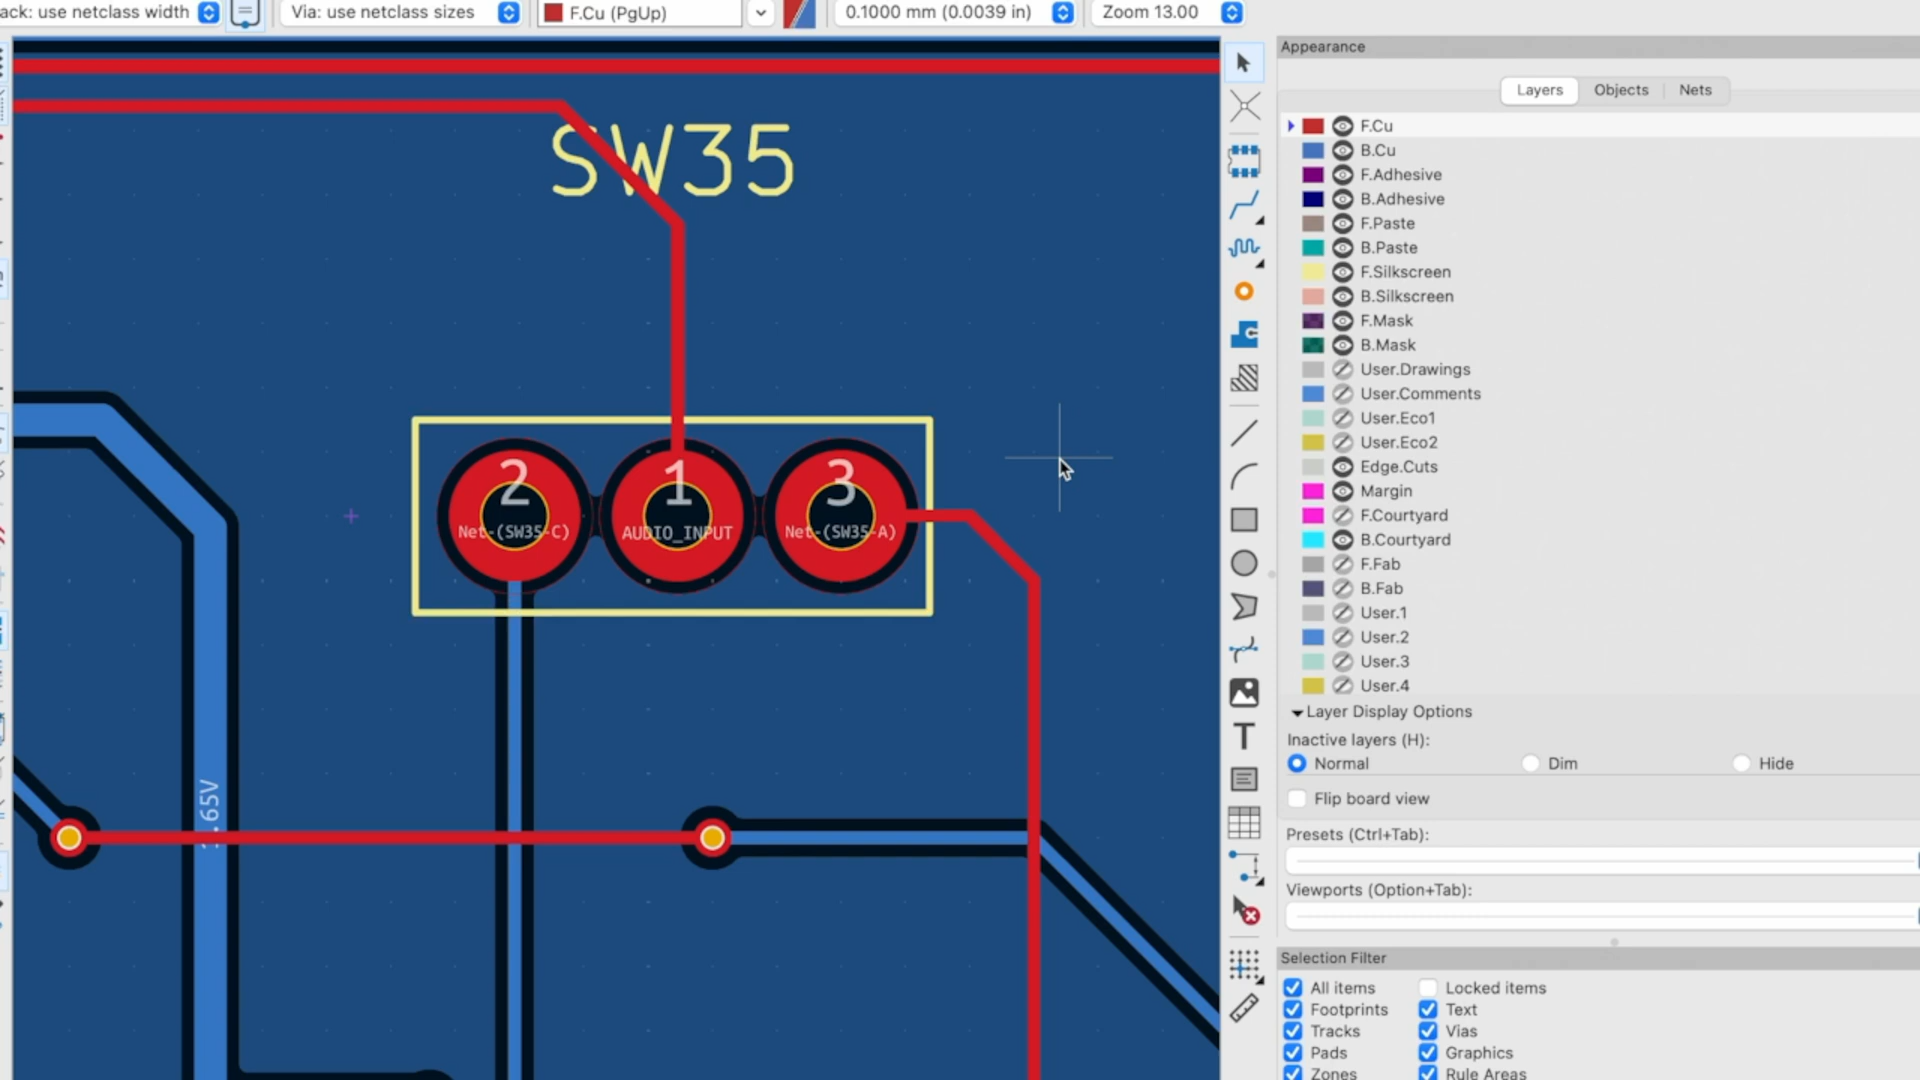 ack: use netclass width
Via: use netclass sizes
F.Cu (PgUp)
0.1000 mm (0.0039 in)
Zoom 13.00
Appearance
Layers
Objects
Nets
F.Cu
B.Cu
F.Adhesive
B.Adhesive
F.Paste
B.Paste
F.Silkscreen
B.Silkscreen
F.Mask
B.Mask
User.Drawings
User.Comments
User.Eco1
User.Eco2
Edge.Cuts
Margin
F.Courtyard
B.Courtyard
F.Fab
B.Fab
User.1
User.2
User.3
User.4
Layer Display Options
Inactive layers (H):
Normal
Dim
Hide
Flip board view
Presets (Ctrl+Tab):
Viewports (Option+Tab):
Selection Filter
All items
Locked items
Footprints
Text
Tracks
Vias
Pads
Graphics
Zones
Rule Areas
SW35
2
1
3
Net-(SW35-C)
AUDIO_INPUT
Net-(SW35-A)
.65V